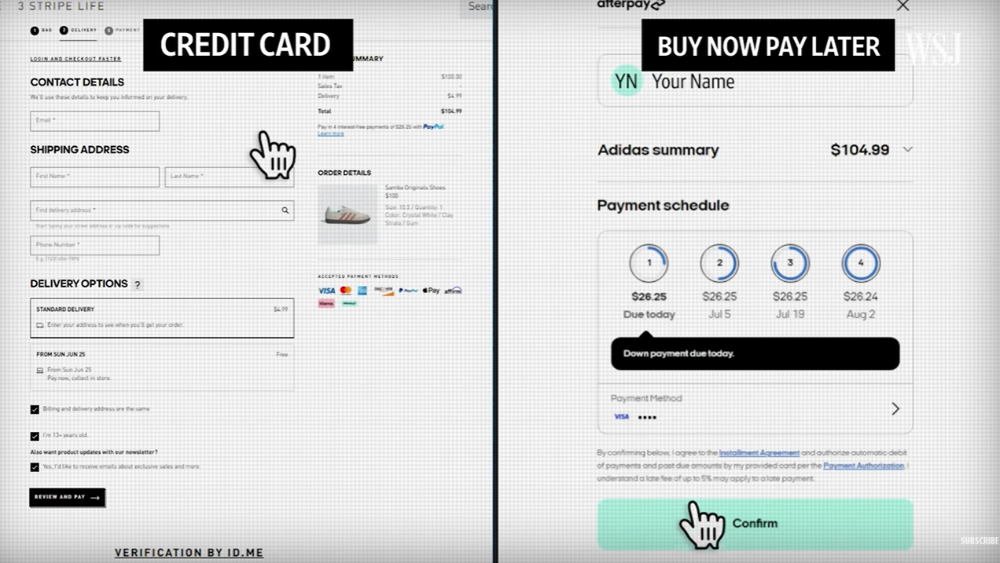 3 STRIPE LIFE
Sear
1 BAG 2 DELIVERY 3 PAYMENT
CREDIT CARD
LOGIN AND CHECKOUT FASTER
CONTACT DETAILS
We'll use these details to keep you informed on your delivery.
Email *
SHIPPING ADDRESS
First Name *
Last Name *
Find delivery address *
Start typing your street address or zip code for suggestions
Phone Number *
E.g. (123) 456-7890
DELIVERY OPTIONS ?
STANDARD DELIVERY $4.99
Enter your address to see when you'll get your order.
FROM SUN JUN 25 Free
From Sun Jun 25
Pay now, collect in store.
Billing and delivery address are the same
I'm 13+ years old.
Also want product updates with our newsletter?
Yes, I'd like to receive emails about exclusive sales and more.
REVIEW AND PAY
VERIFICATION BY ID.ME
UMMARY
1 item $100.00
Sales Tax -
Delivery $4.99
Total $104.99
Pay in 4 interest-free payments of $26.25 with PayPal
Learn more
ORDER DETAILS
Samba Originals Shoes
$100
Size: 10.5 / Quantity: 1
Color: Crystal White / Clay
Strata / Gum
ACCEPTED PAYMENT METHODS
VISA DISCOVER PayPal Pay affirm
Klarna
afterpay
BUY NOW PAY LATER
WSJ
YN Your Name
Adidas summary $104.99
Payment schedule
1 2 3 4
$26.25 $26.25 $26.25 $26.24
Due today Jul 5 Jul 19 Aug 2
Down payment due today.
Payment Method
VISA ••••
By confirming below, I agree to the Installment Agreement and authorize automatic debit
of payments and past due amounts by my provided card per the Payment Authorization. I
understand a late fee of up to 5% may apply to a late payment.
Confirm
SUBSCRIBE